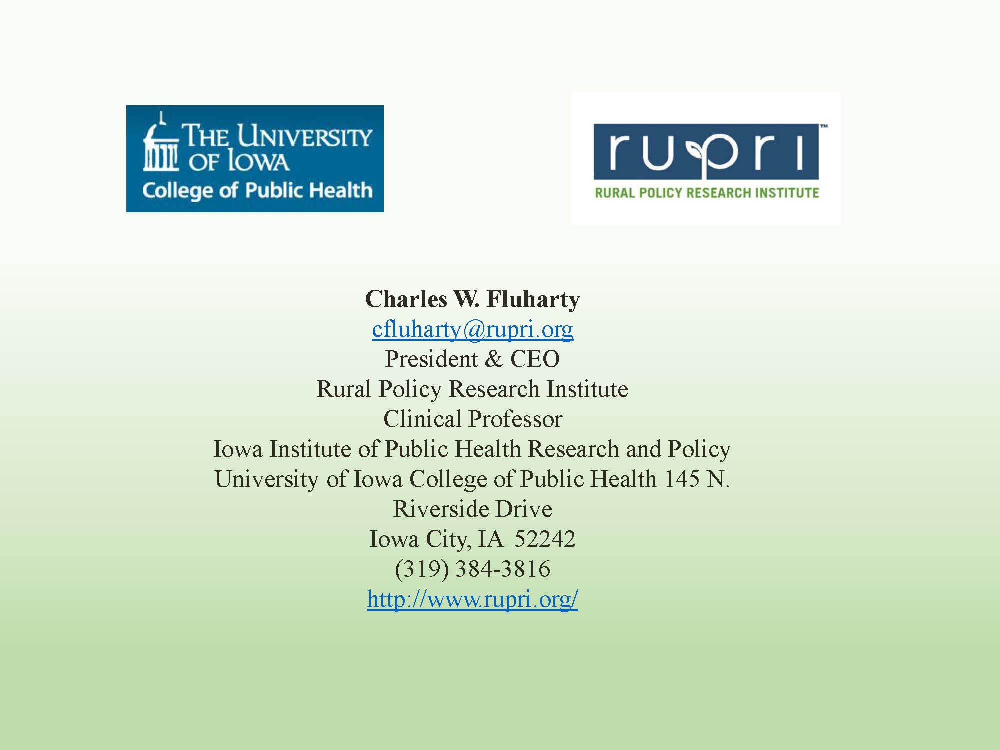 THE UNIVERSITY
OF IOWA
College of Public Health
rupri™
RURAL POLICY RESEARCH INSTITUTE
Charles W. Fluharty
cfluharty@rupri.org
President & CEO
Rural Policy Research Institute
Clinical Professor
Iowa Institute of Public Health Research and Policy
University of Iowa College of Public Health 145 N.
Riverside Drive
Iowa City, IA 52242
(319) 384-3816
http://www.rupri.org/